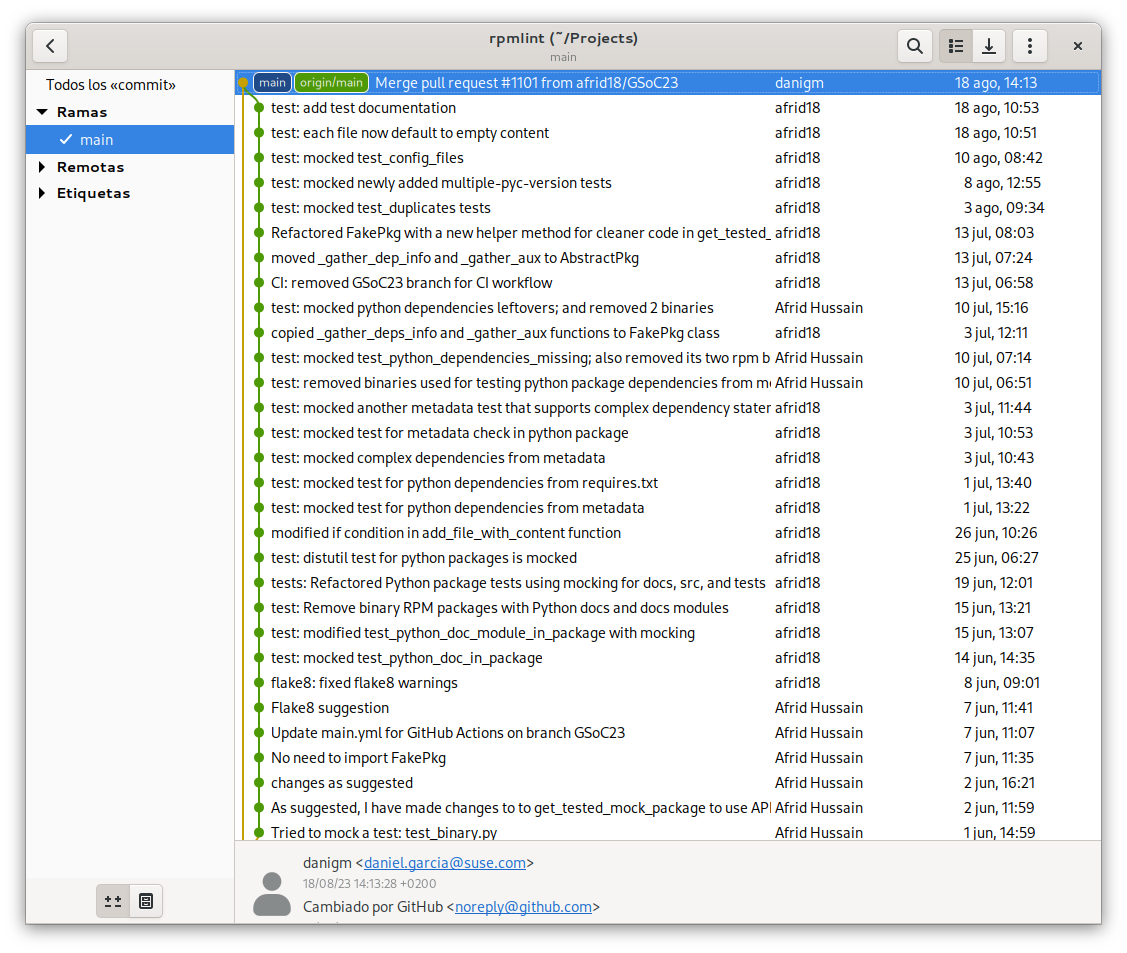 rpmlint (~/Projects)
main
Todos los «commit»
Ramas
main
Remotas
Etiquetas
main origin/main Merge pull request #1101 from afrid18/GSoC23 danigm 18 ago, 14:13
test: add test documentation afrid18 18 ago, 10:53
test: each file now default to empty content afrid18 18 ago, 10:51
test: mocked test_config_files afrid18 10 ago, 08:42
test: mocked newly added multiple-pyc-version tests afrid18 8 ago, 12:55
test: mocked test_duplicates tests afrid18 3 ago, 09:34
Refactored FakePkg with a new helper method for cleaner code in get_tested_ afrid18 13 jul, 08:03
moved _gather_dep_info and _gather_aux to AbstractPkg afrid18 13 jul, 07:24
CI: removed GSoC23 branch for CI workflow afrid18 13 jul, 06:58
test: mocked python dependencies leftovers; and removed 2 binaries Afrid Hussain 10 jul, 15:16
copied _gather_deps_info and _gather_aux functions to FakePkg class afrid18 3 jul, 12:11
test: mocked test_python_dependencies_missing; also removed its two rpm b Afrid Hussain 10 jul, 07:14
test: removed binaries used for testing python package dependencies from m Afrid Hussain 10 jul, 06:51
test: mocked another metadata test that supports complex dependency stater afrid18 3 jul, 11:44
test: mocked test for metadata check in python package afrid18 3 jul, 10:53
test: mocked complex dependencies from metadata afrid18 3 jul, 10:43
test: mocked test for python dependencies from requires.txt afrid18 1 jul, 13:40
test: mocked test for python dependencies from metadata afrid18 1 jul, 13:22
modified if condition in add_file_with_content function afrid18 26 jun, 10:26
test: distutil test for python packages is mocked afrid18 25 jun, 06:27
tests: Refactored Python package tests using mocking for docs, src, and tests afrid18 19 jun, 12:01
test: Remove binary RPM packages with Python docs and docs modules afrid18 15 jun, 13:21
test: modified test_python_doc_module_in_package with mocking afrid18 15 jun, 13:07
test: mocked test_python_doc_in_package afrid18 14 jun, 14:35
flake8: fixed flake8 warnings afrid18 8 jun, 09:01
Flake8 suggestion Afrid Hussain 7 jun, 11:41
Update main.yml for GitHub Actions on branch GSoC23 Afrid Hussain 7 jun, 11:07
No need to import FakePkg Afrid Hussain 7 jun, 11:35
changes as suggested Afrid Hussain 2 jun, 16:21
As suggested, I have made changes to to get_tested_mock_package to use API Afrid Hussain 2 jun, 11:59
Tried to mock a test: test_binary.py Afrid Hussain 1 jun, 14:59
danigm <daniel.garcia@suse.com>
18/08/23 14:13:28 +0200
Cambiado por GitHub <noreply@github.com>